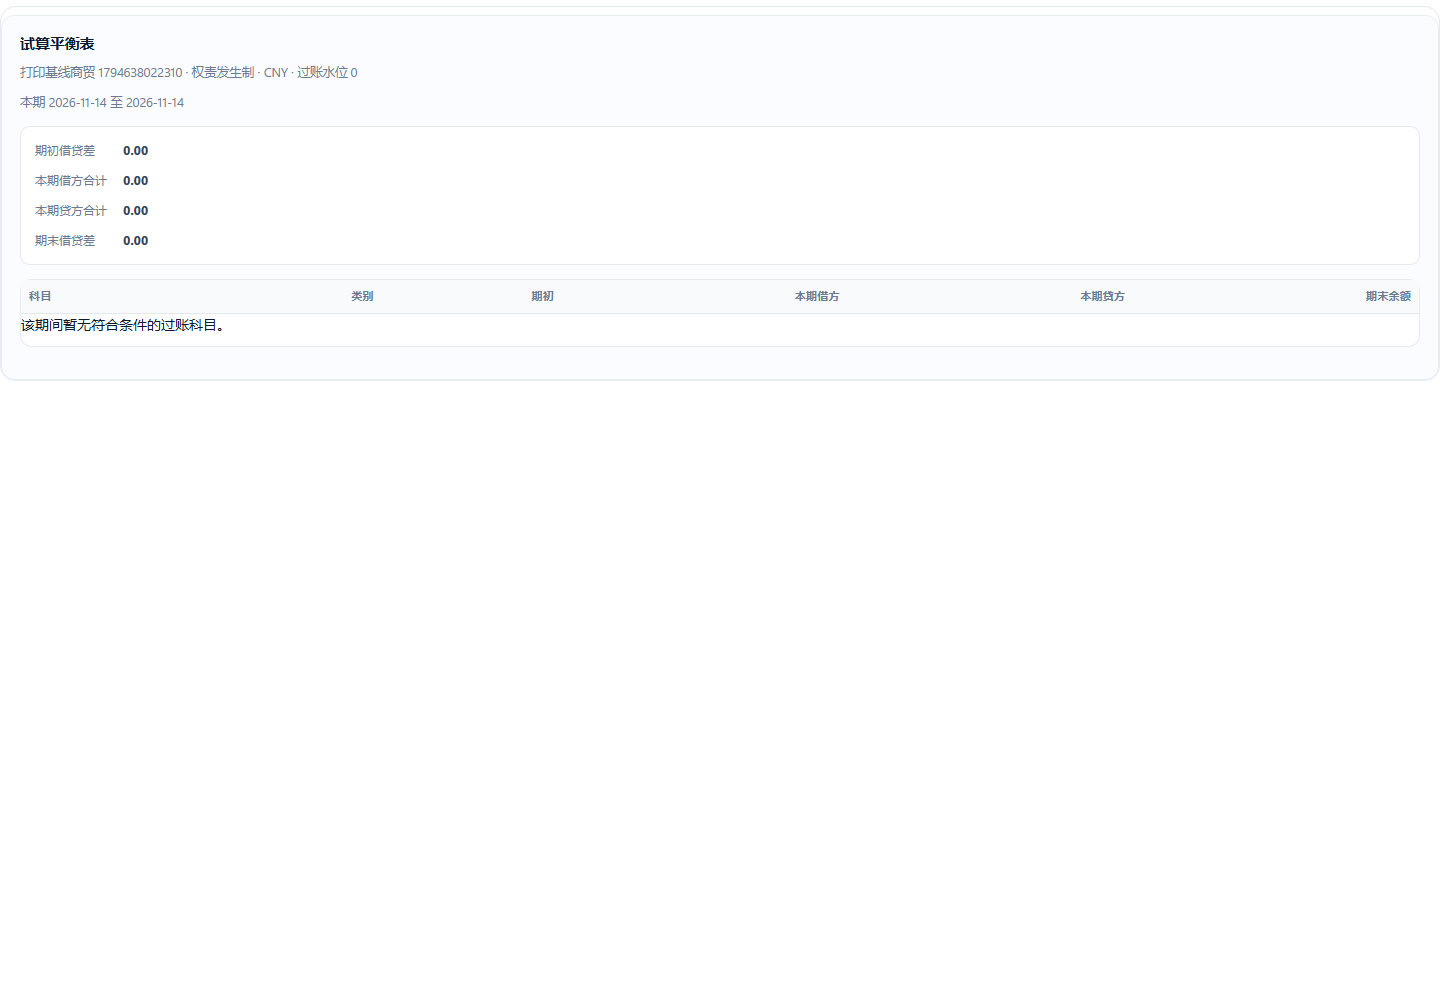 试算平衡表
打印基线商贸 1794638022310 · 权责发生制 · CNY · 过账水位 0
本期 2026-11-14 至 2026-11-14
期初借贷差 0.00
本期借方合计 0.00
本期贷方合计 0.00
期末借贷差 0.00
科目 类别 期初 本期借方 本期贷方 期末余额
该期间暂无符合条件的过账科目。